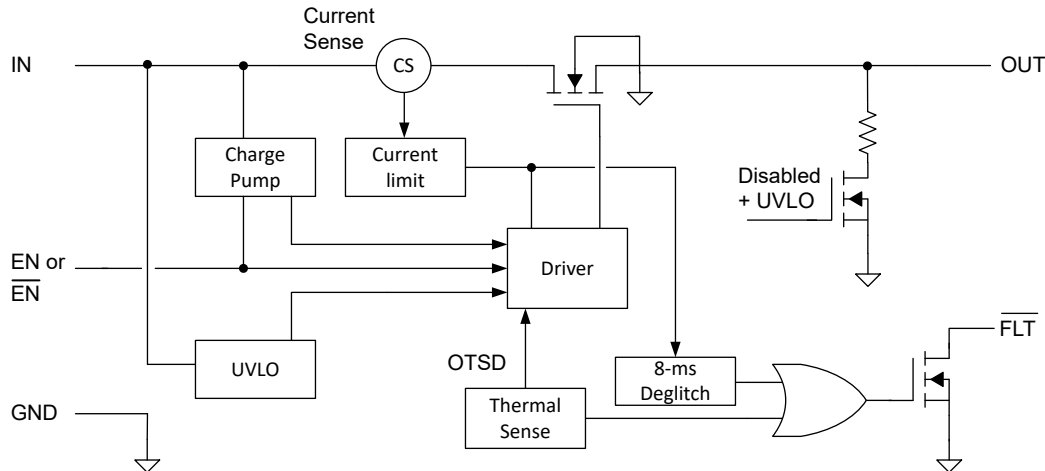 Current
Sense
IN
CS
OUT
Charge
Pump
Current
limit
Disabled
+ UVLO
EN or
EN
Driver
UVLO
OTSD
8-ms
Deglitch
FLT
Thermal
Sense
GND